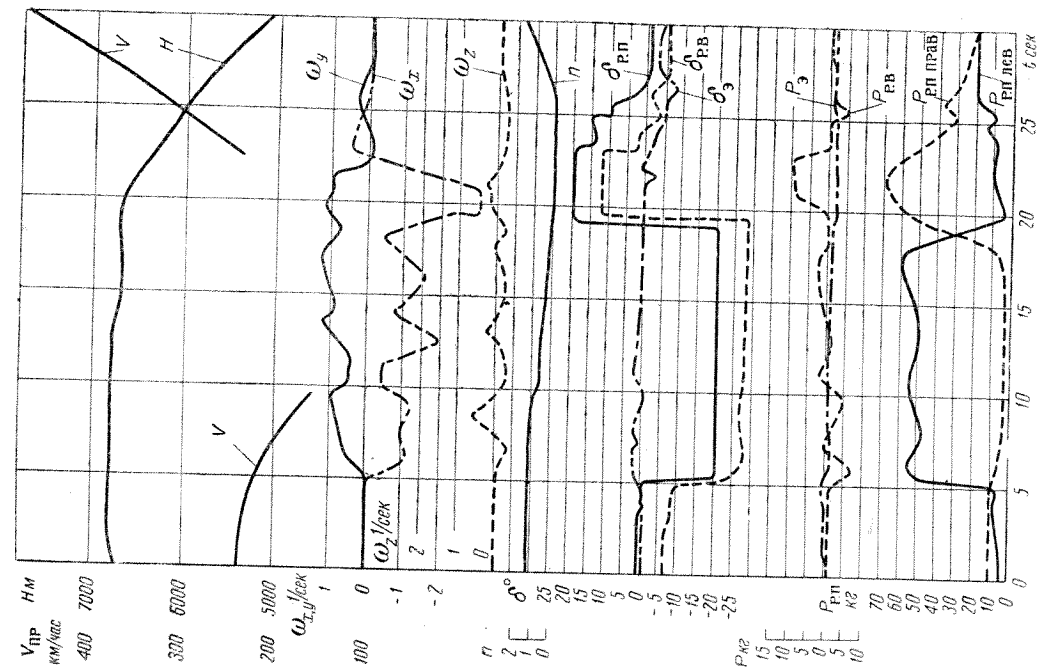 V
H
ω_y
ω_x
ω_z
n
δ_р.п
δ_р.в
δ_э
P_э
P_р.в
P_р.п прав
P_р.п лев
V
ω_z 1/сек
2
1
0
V_ПР км/час
400
300
200
100
H м
7000
6000
5000
ω_x,y 1/сек
1
0
-1
-2
n
2
1
0
δ°
25
20
15
10
5
0
-5
-10
-15
-20
-25
P кг
15
10
5
0
5
10
P_р.п кг
70
60
50
40
30
20
10
0
0
5
10
15
20
25
t, сек